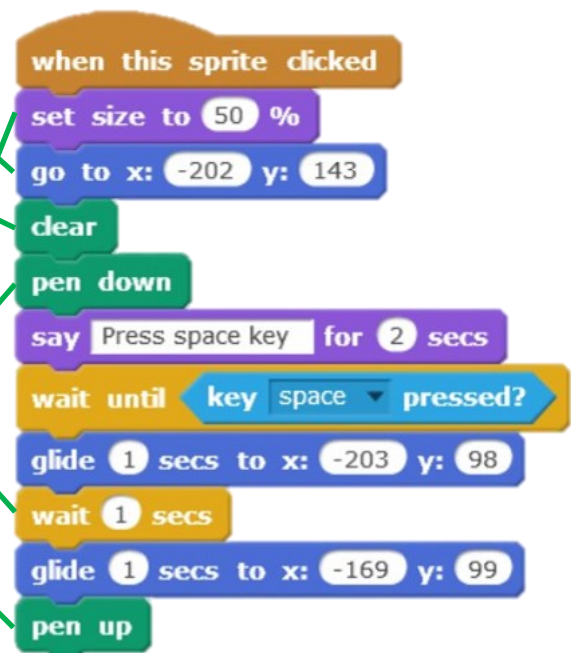 when this sprite clicked
set size to 50 %
go to x: -202 y: 143
clear
pen down
say Press space key for 2 secs
wait until key space pressed?
glide 1 secs to x: -203 y: 98
wait 1 secs
glide 1 secs to x: -169 y: 99
pen up